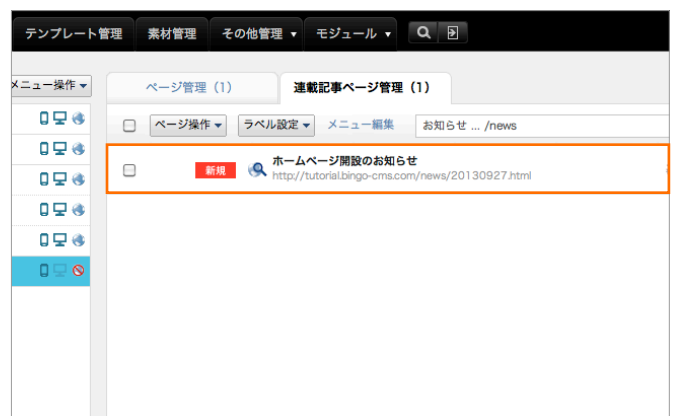 テンプレート管理 素材管理 その他管理 ▼ モジュール ▼
メニュー操作 ▼ ページ管理（1） 連載記事ページ管理（1）
ページ操作 ▼ ラベル設定 ▼ メニュー編集 お知らせ ... /news
新規 ホームページ開設のお知らせ
http://tutorial.bingo-cms.com/news/20130927.html